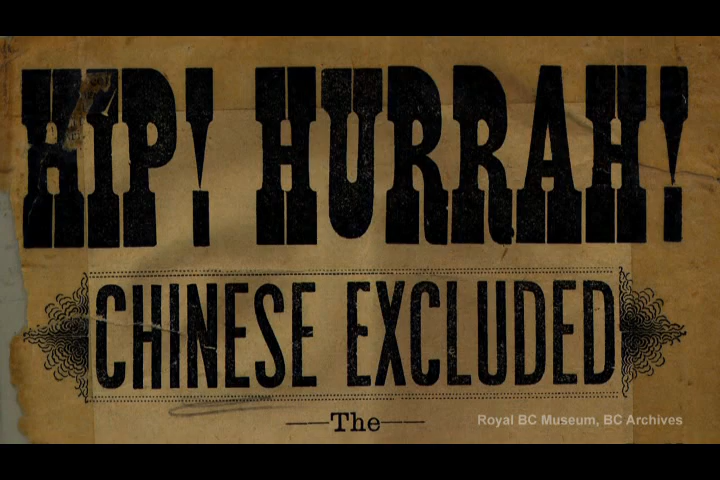 HIP! HURRAH!
CHINESE EXCLUDED
—The—
Royal BC Museum, BC Archives